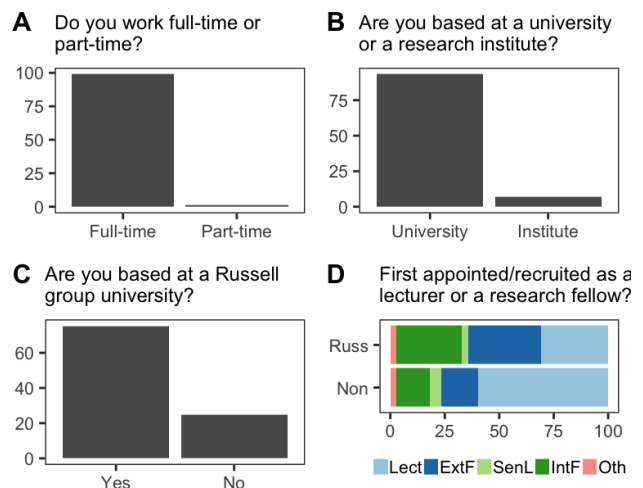 A Do you work full-time or
part-time?
100
75
50
25
0
Full-time Part-time
B Are you based at a university
or a research institute?
75
50
25
0
University Institute
C Are you based at a Russell
group university?
60
40
20
0
Yes No
D First appointed/recruited as a
lecturer or a research fellow?
Russ
Non
0 25 50 75 100
Lect ExtF SenL IntF Oth